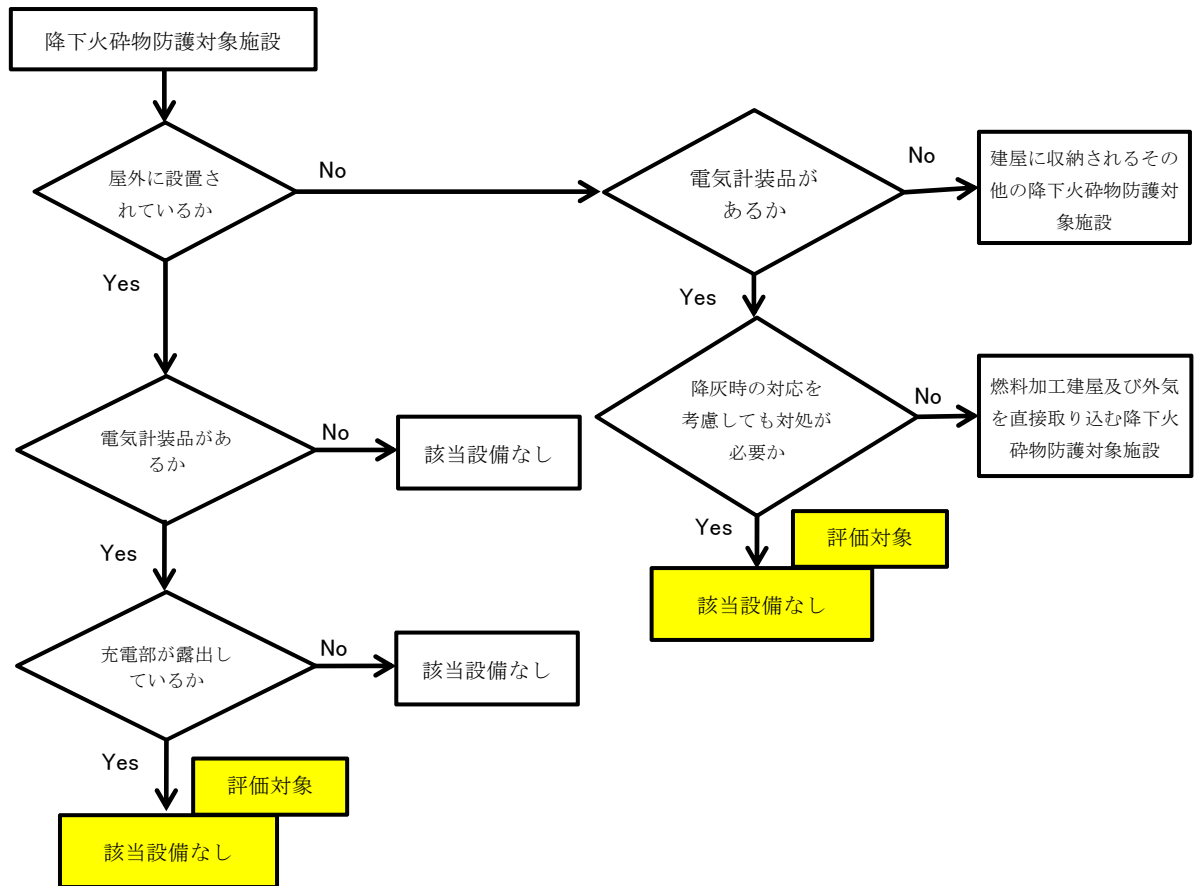 降下火砕物防護対象施設
屋外に設置さ
れているか
No
電気計装品が
あるか
No
建屋に収納されるその
他の降下火砕物防護対
象施設
Yes
Yes
電気計装品があ
るか
No
該当設備なし
降灰時の対応を
考慮しても対処が
必要か
No
燃料加工建屋及び外気
を直接取り込む降下火
砕物防護対象施設
Yes
Yes
評価対象
該当設備なし
充電部が露出し
ているか
No
該当設備なし
Yes
評価対象
該当設備なし